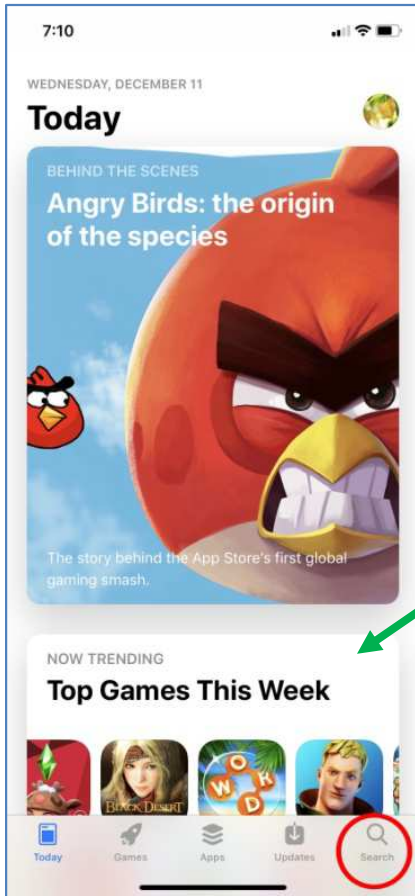 7:10
WEDNESDAY, DECEMBER 11
Today
BEHIND THE SCENES
Angry Birds: the origin
of the species
The story behind the App Store's first global
gaming smash.
NOW TRENDING
Top Games This Week
BLACK DESERT
W O R D
Today Games Apps Updates Search